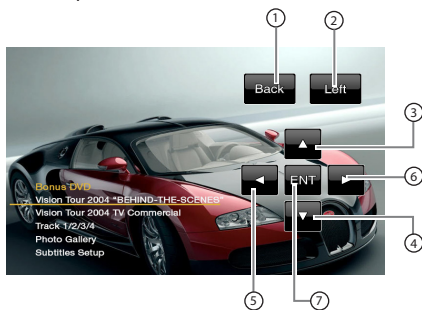 1
2
Back
Left
3
ENT
6
Bonus DVD
Vision Tour 2004 "BEHIND-THE-SCENES"
Vision Tour 2004 TV Commercial
Track 1/2/3/4
Photo Gallery
Subtitles Setup
4
5
7